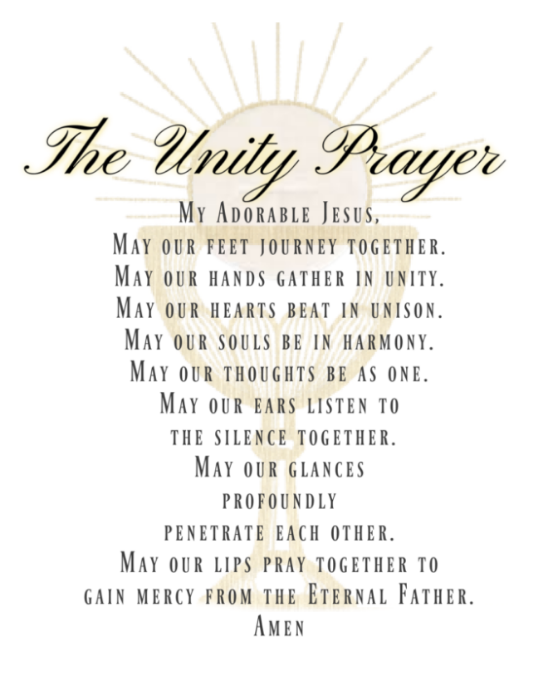 The Unity Prayer
My Adorable Jesus,
May our feet journey together.
May our hands gather in unity.
May our hearts beat in unison.
May our souls be in harmony.
May our thoughts be as one.
May our ears listen to
the silence together.
May our glances
profoundly
penetrate each other.
May our lips pray together to
gain mercy from the Eternal Father.
Amen